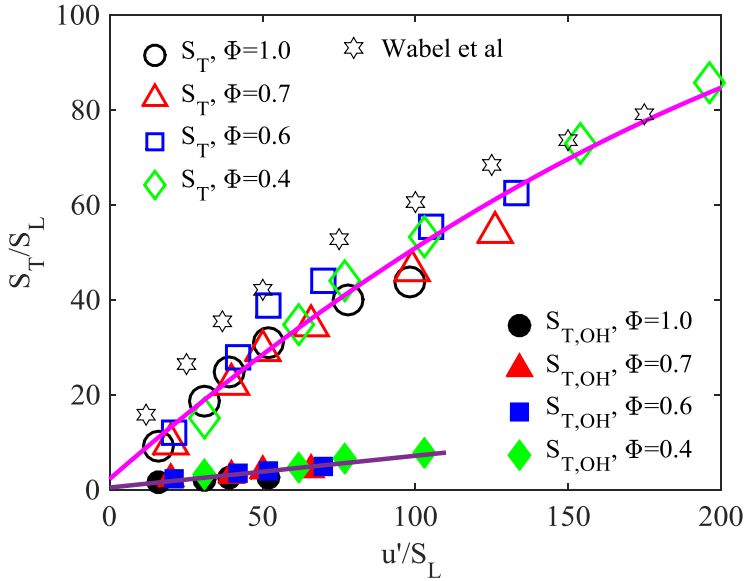 100
80
60
40
20
0
S_T/S_L
S_T, Φ=1.0
S_T, Φ=0.7
S_T, Φ=0.6
S_T, Φ=0.4
Wabel et al
S_T,OH, Φ=1.0
S_T,OH, Φ=0.7
S_T,OH, Φ=0.6
S_T,OH, Φ=0.4
0 50 100 150 200
u'/S_L